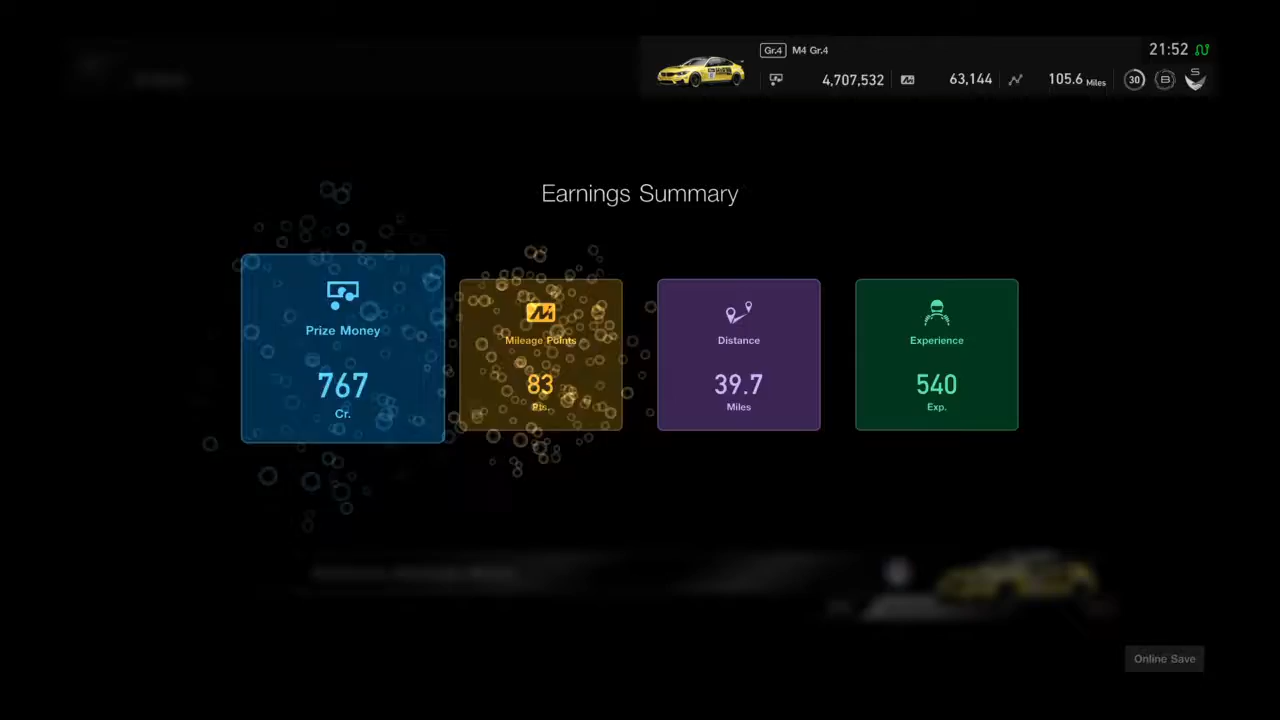 Gr.4 M4 Gr.4 21:52
4,707,532 63,144 105.6 Miles 30 B S
Earnings Summary
Prize Money
767
Cr.
Mileage Points
83
Pts.
Distance
39.7
Miles
Experience
540
Exp.
Online Save